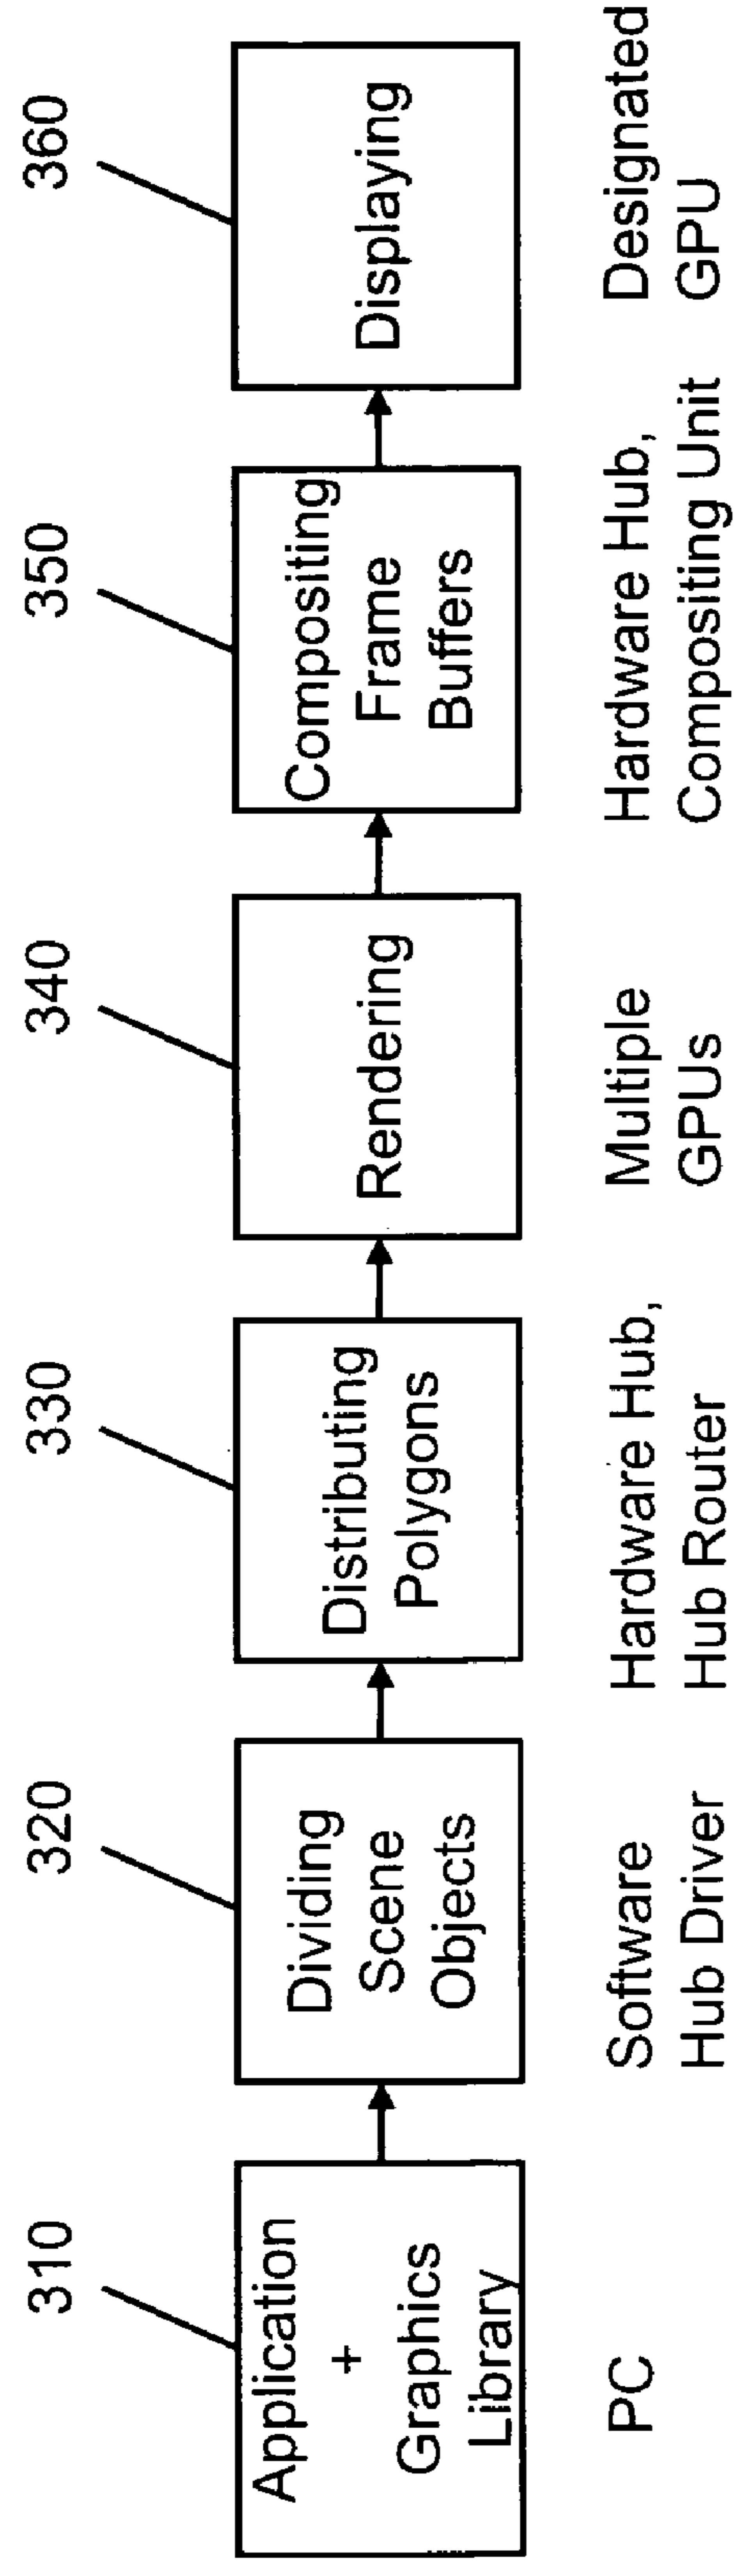 310
Application
+
Graphics
Library
PC
320
Dividing
Scene
Objects
Software
Hub Driver
330
Distributing
Polygons
Hardware Hub,
Hub Router
340
Rendering
Multiple
GPUs
350
Compositing
Frame
Buffers
Hardware Hub,
Compositing Unit
360
Displaying
Designated
GPU